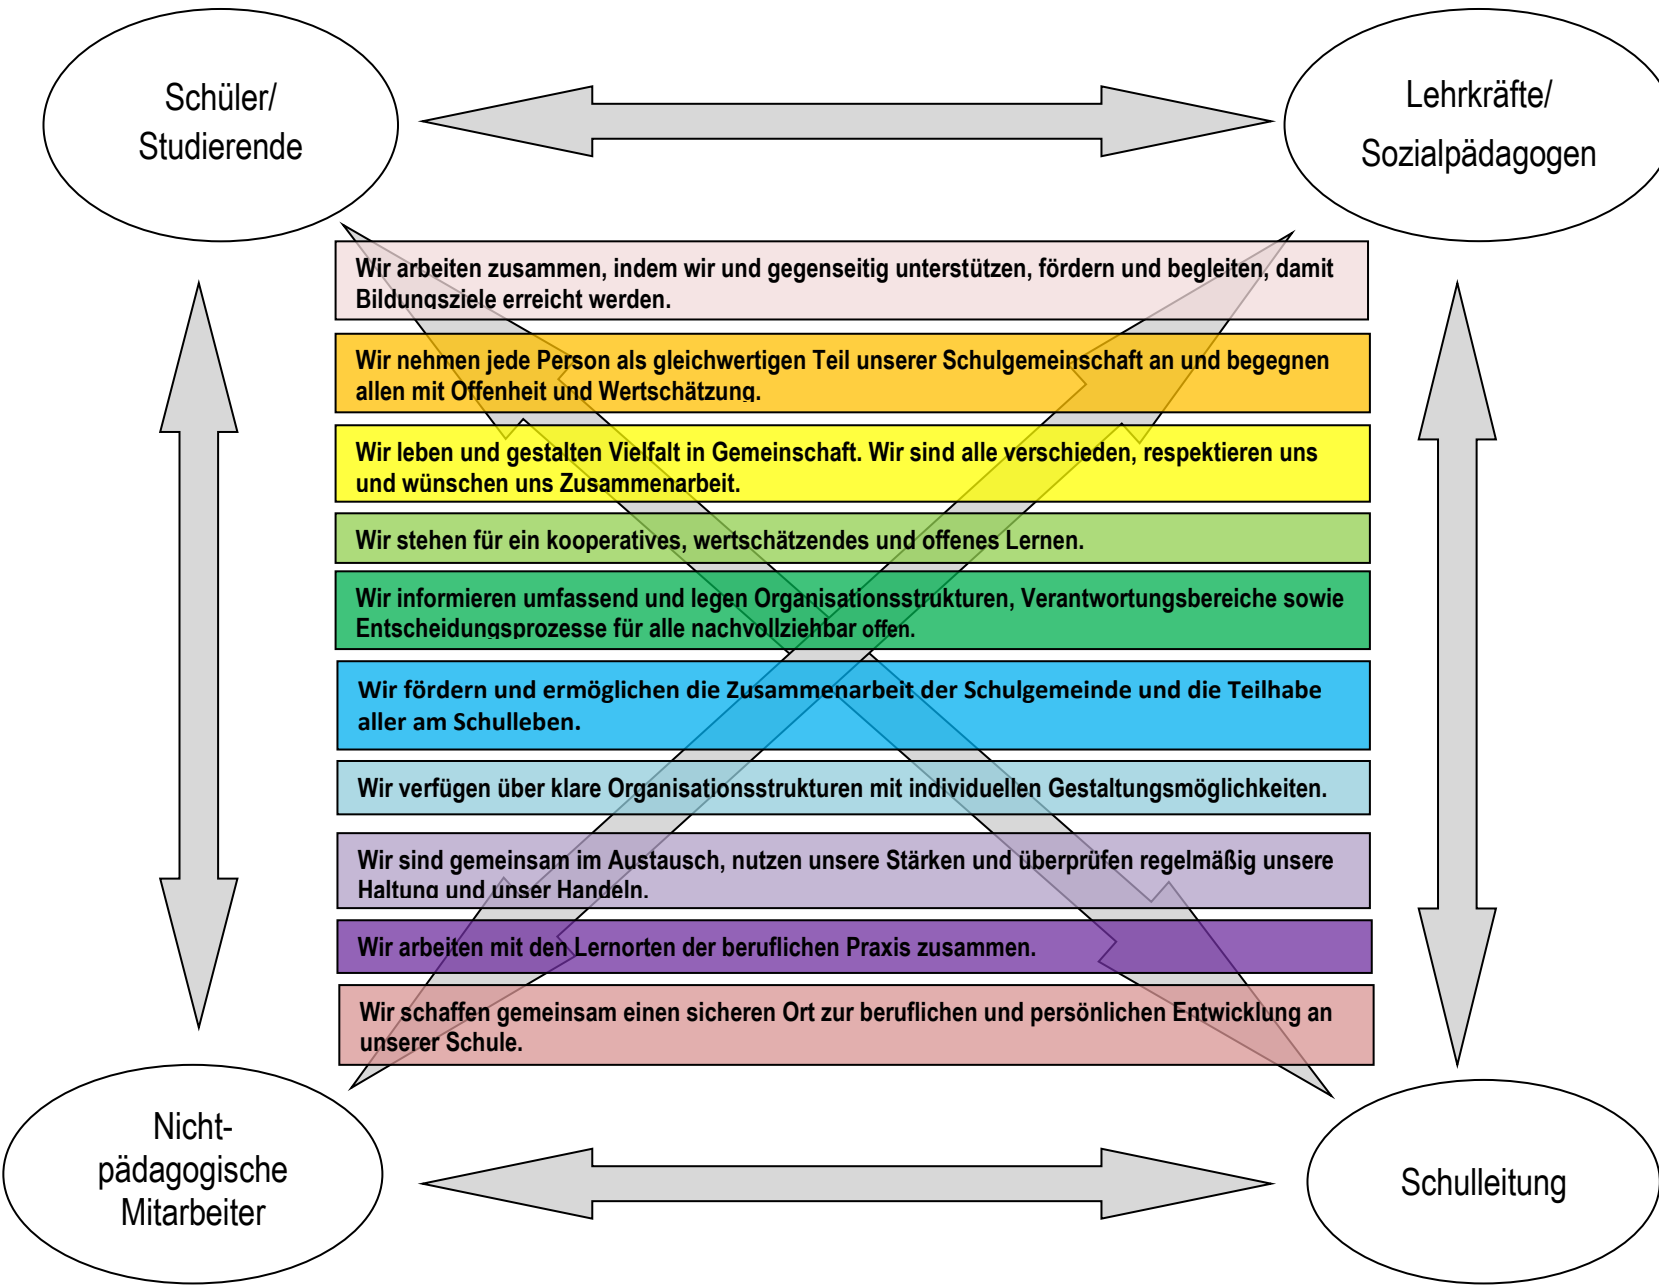 Schüler/
Studierende
Lehrkräfte/
Sozialpädagogen
Wir arbeiten zusammen, indem wir und gegenseitig unterstützen, fördern und begleiten, damit
Bildungsziele erreicht werden.
Wir nehmen jede Person als gleichwertigen Teil unserer Schulgemeinschaft an und begegnen
allen mit Offenheit und Wertschätzung.
Wir leben und gestalten Vielfalt in Gemeinschaft. Wir sind alle verschieden, respektieren uns
und wünschen uns Zusammenarbeit.
Wir stehen für ein kooperatives, wertschätzendes und offenes Lernen.
Wir informieren umfassend und legen Organisationsstrukturen, Verantwortungsbereiche sowie
Entscheidungsprozesse für alle nachvollziehbar offen.
Wir fördern und ermöglichen die Zusammenarbeit der Schulgemeinde und die Teilhabe
aller am Schulleben.
Wir verfügen über klare Organisationsstrukturen mit individuellen Gestaltungsmöglichkeiten.
Wir sind gemeinsam im Austausch, nutzen unsere Stärken und überprüfen regelmäßig unsere
Haltung und unser Handeln.
Wir arbeiten mit den Lernorten der beruflichen Praxis zusammen.
Wir schaffen gemeinsam einen sicheren Ort zur beruflichen und persönlichen Entwicklung an
unserer Schule.
Nicht-
pädagogische
Mitarbeiter
Schulleitung